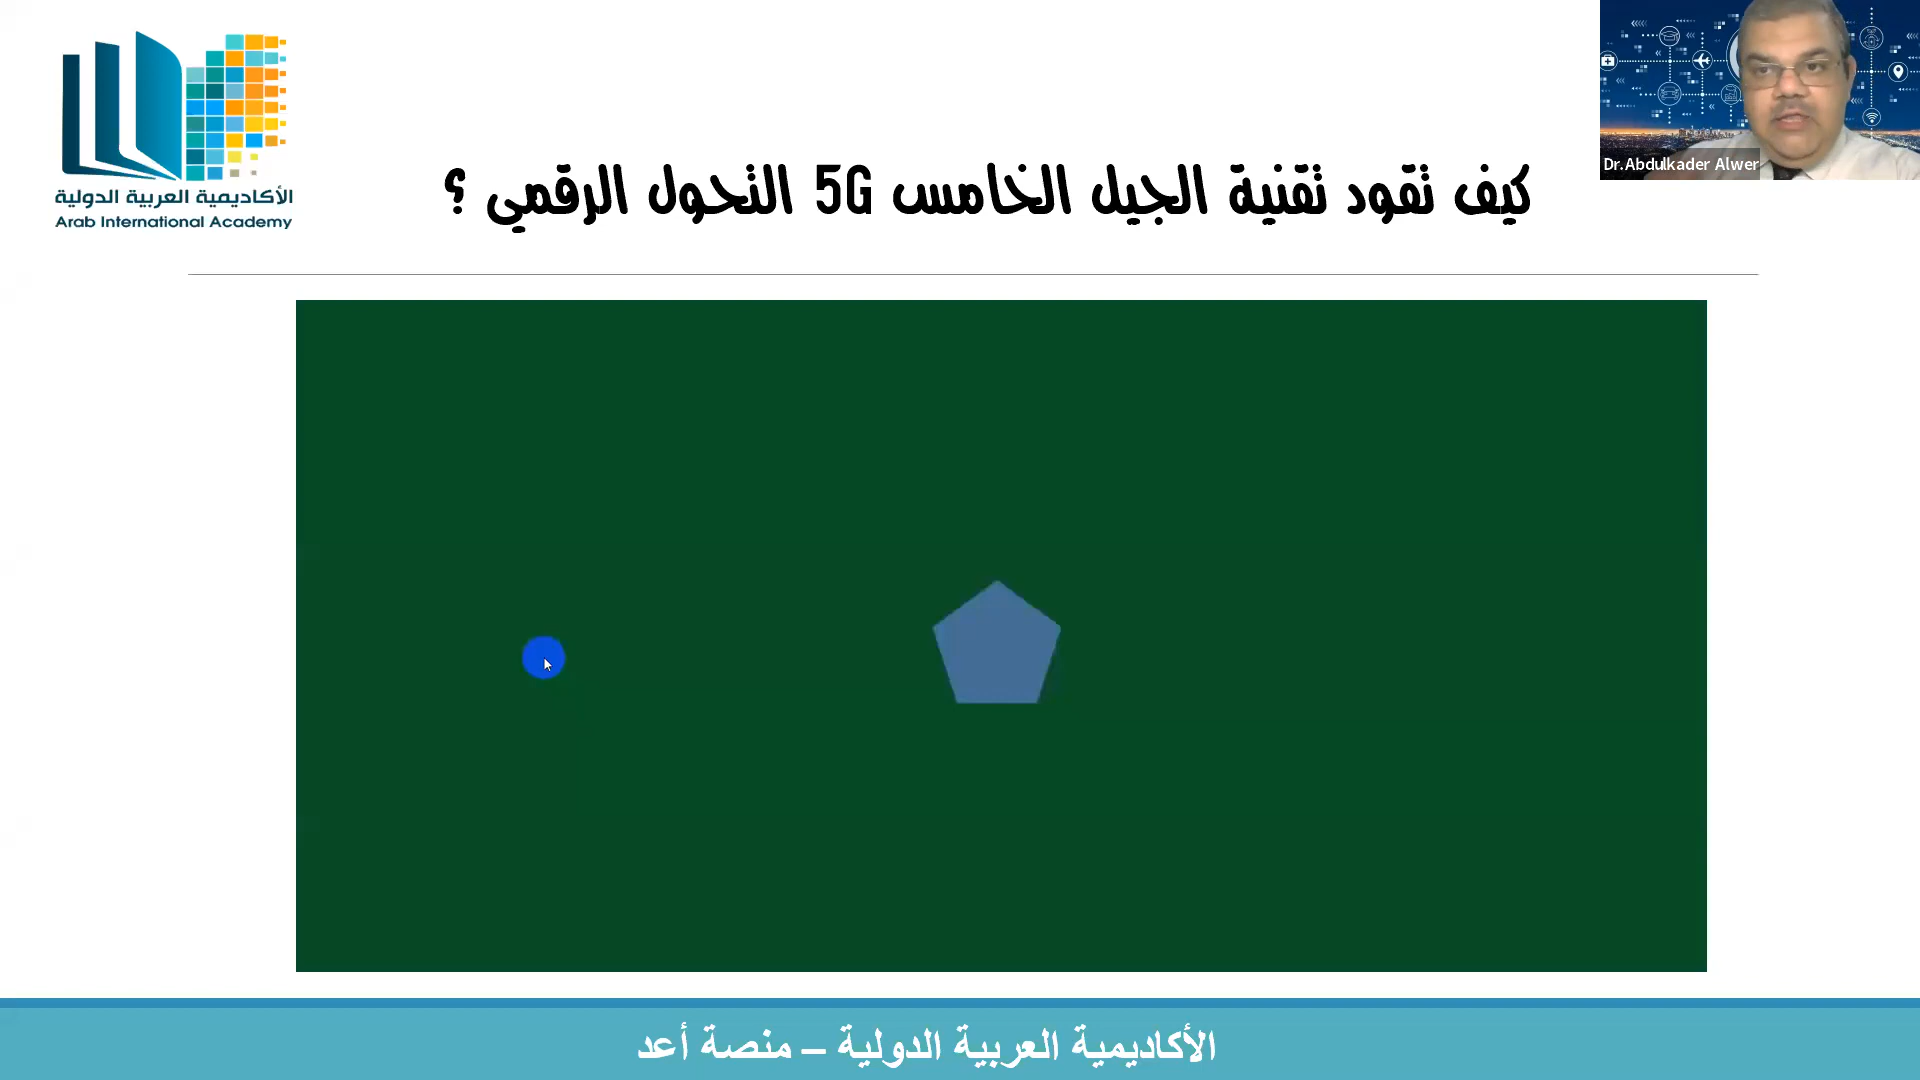 الأكاديمية العربية الدولية
Arab International Academy
Dr.Abdulkader Alwer
كيف تقود تقنية الجيل الخامس 5G التحول الرقمي ؟
الأكاديمية العربية الدولية – منصة أعد